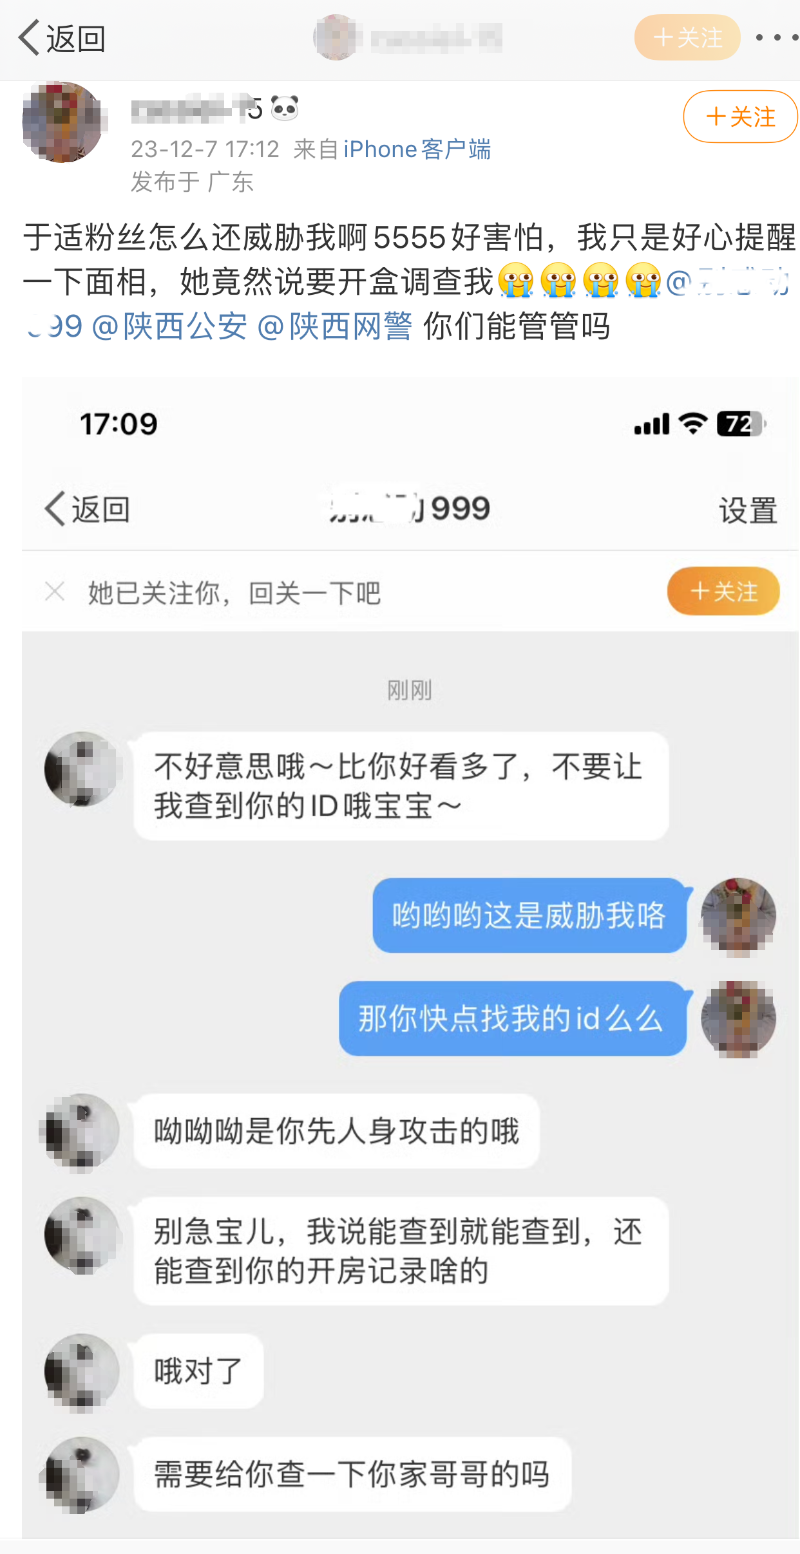 返回
+关注
5
+关注
23-12-7 17:12 来自 iPhone客户端
发布于 广东
于适粉丝怎么还威胁我啊5555好害怕，我只是好心提醒
一下面相，她竟然说要开盒调查我😭😭😭😭@
99 @陕西公安 @陕西网警 你们能管管吗
17:09
72
返回
999
设置
她已关注你，回关一下吧
+关注
刚刚
不好意思哦～比你好看多了，不要让
我查到你的ID哦宝宝～
哟哟哟这是威胁我咯
那你快点找我的id么么
呦呦呦是你先人身攻击的哦
别急宝儿，我说能查到就能查到，还
能查到你的开房记录啥的
哦对了
需要给你查一下你家哥哥的吗